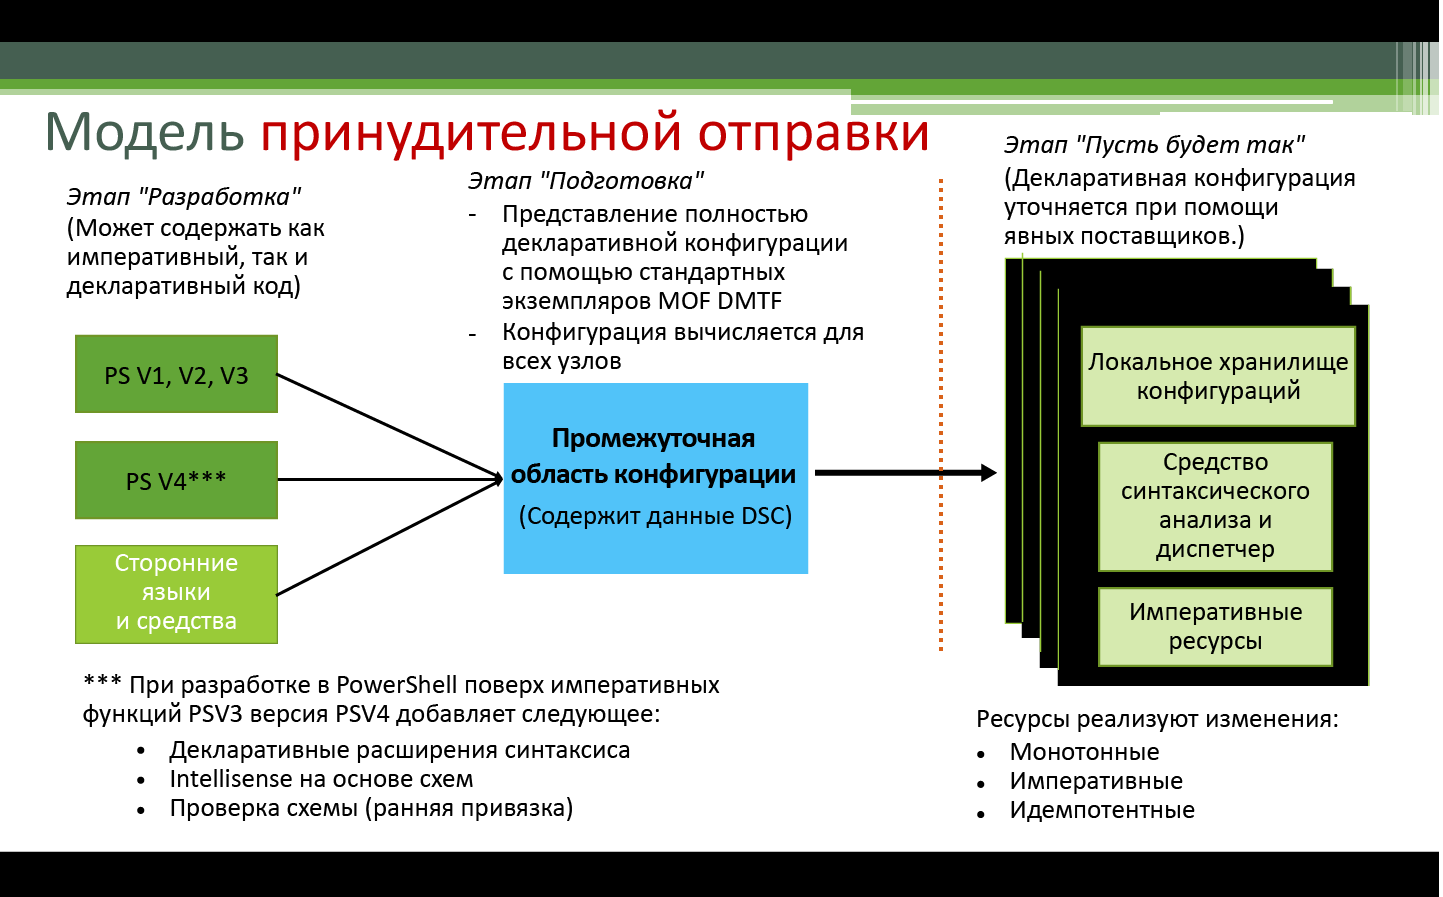 Модель принудительной отправки
Этап "Разработка"
(Может содержать как
императивный, так и
декларативный код)
PS V1, V2, V3
PS V4***
Сторонние
языки
и средства
Этап "Подготовка"
- Представление полностью
декларативной конфигурации
с помощью стандартных
экземпляров MOF DMTF
- Конфигурация вычисляется для
всех узлов
Промежуточная
область конфигурации
(Содержит данные DSC)
Этап "Пусть будет так"
(Декларативная конфигурация
уточняется при помощи
явных поставщиков.)
Локальное хранилище
конфигураций
Средство
синтаксического
анализа и
диспетчер
Императивные
ресурсы
*** При разработке в PowerShell поверх императивных
функций PSV3 версия PSV4 добавляет следующее:
• Декларативные расширения синтаксиса
• Intellisense на основе схем
• Проверка схемы (ранняя привязка)
Ресурсы реализуют изменения:
• Монотонные
• Императивные
• Идемпотентные